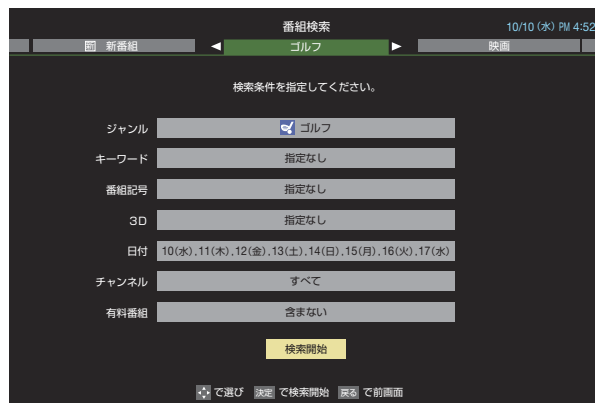 番組検索 10/10 (水) PM 4:52
新番組 ゴルフ 映画
検索条件を指定してください。
ジャンル ゴルフ
キーワード 指定なし
番組記号 指定なし
3D 指定なし
日付 10(水),11(木),12(金),13(土),14(日),15(月),16(火),17(水)
チャンネル すべて
有料番組 含まない
検索開始
で選び 決定 で検索開始 戻る で前画面